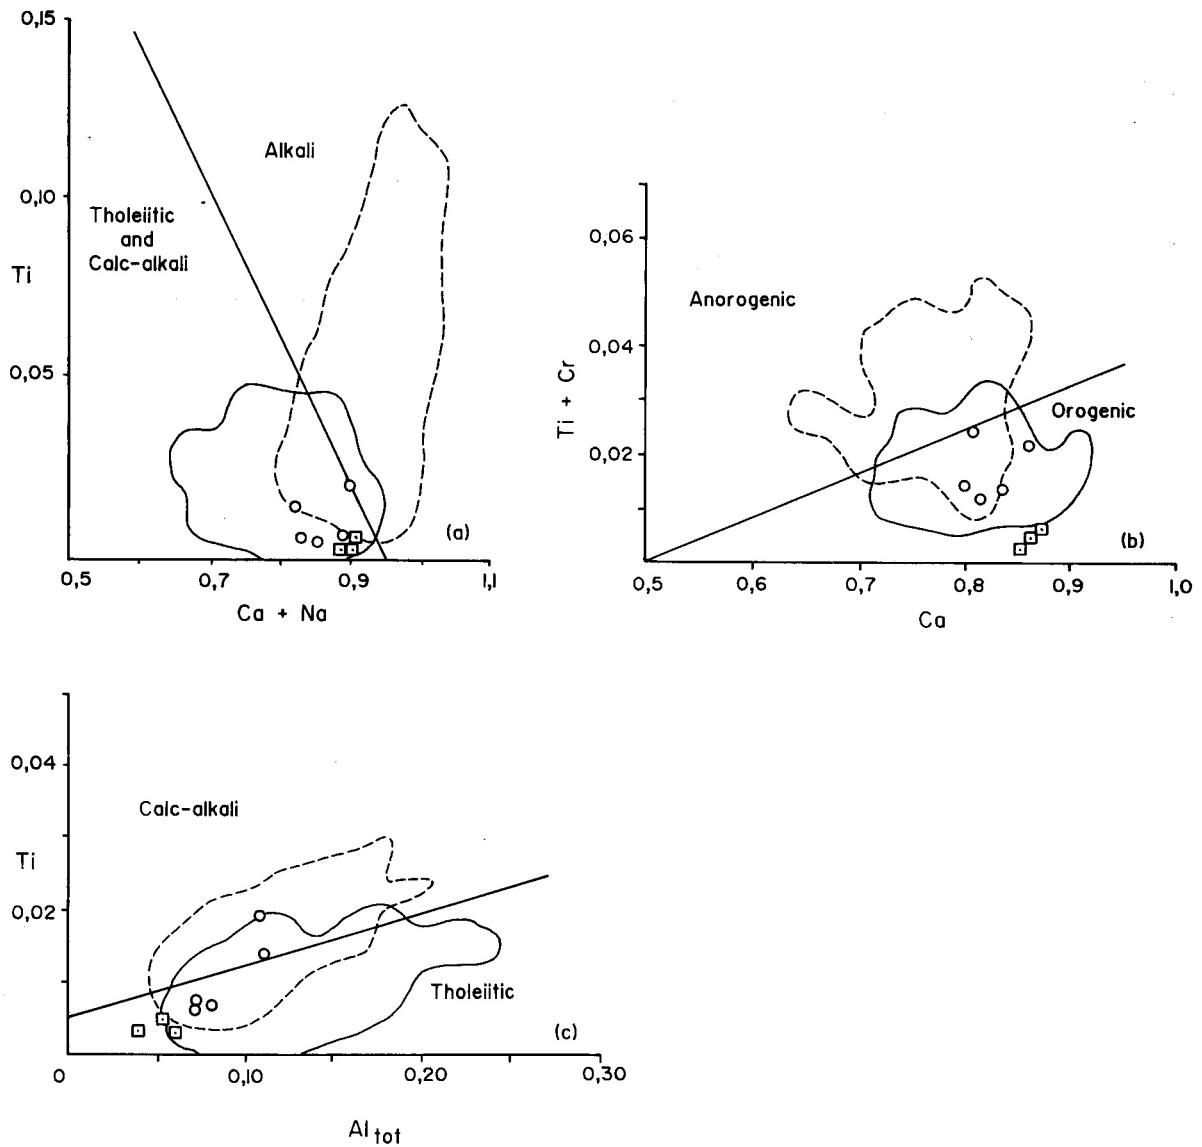 0,15
Alkali
0,10
Tholeiitic
and
Calc-alkali
Ti
0,05
(a)
0,5 0,7 0,9 1,1
Ca + Na
0,06
Anorogenic
0,04
Ti + Cr
Orogenic
0,02
(b)
0,5 0,6 0,7 0,8 0,9 1,0
Ca
0,04
Calc-alkali
Ti
0,02
Tholeiitic
(c)
0 0,10 0,20 0,30
Al tot